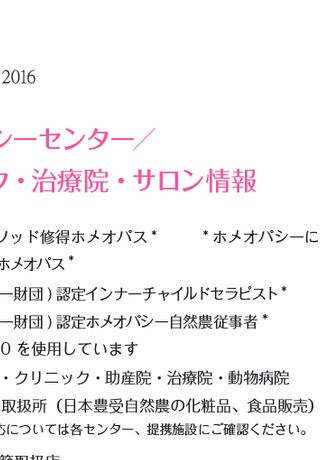 2016
シーセンター／
ク・治療院・サロン情報
ソッド修得ホメオパス* *ホメオパシーに
ホメオパス*
一財団)認定インナーチャイルドセラピスト*
一財団)認定ホメオパシー自然農従事者*
0 を使用しています
・クリニック・助産院・治療院・動物病院
取扱所（日本豊受自然農の化粧品、食品販売）
については各センター、提携施設にご確認ください。